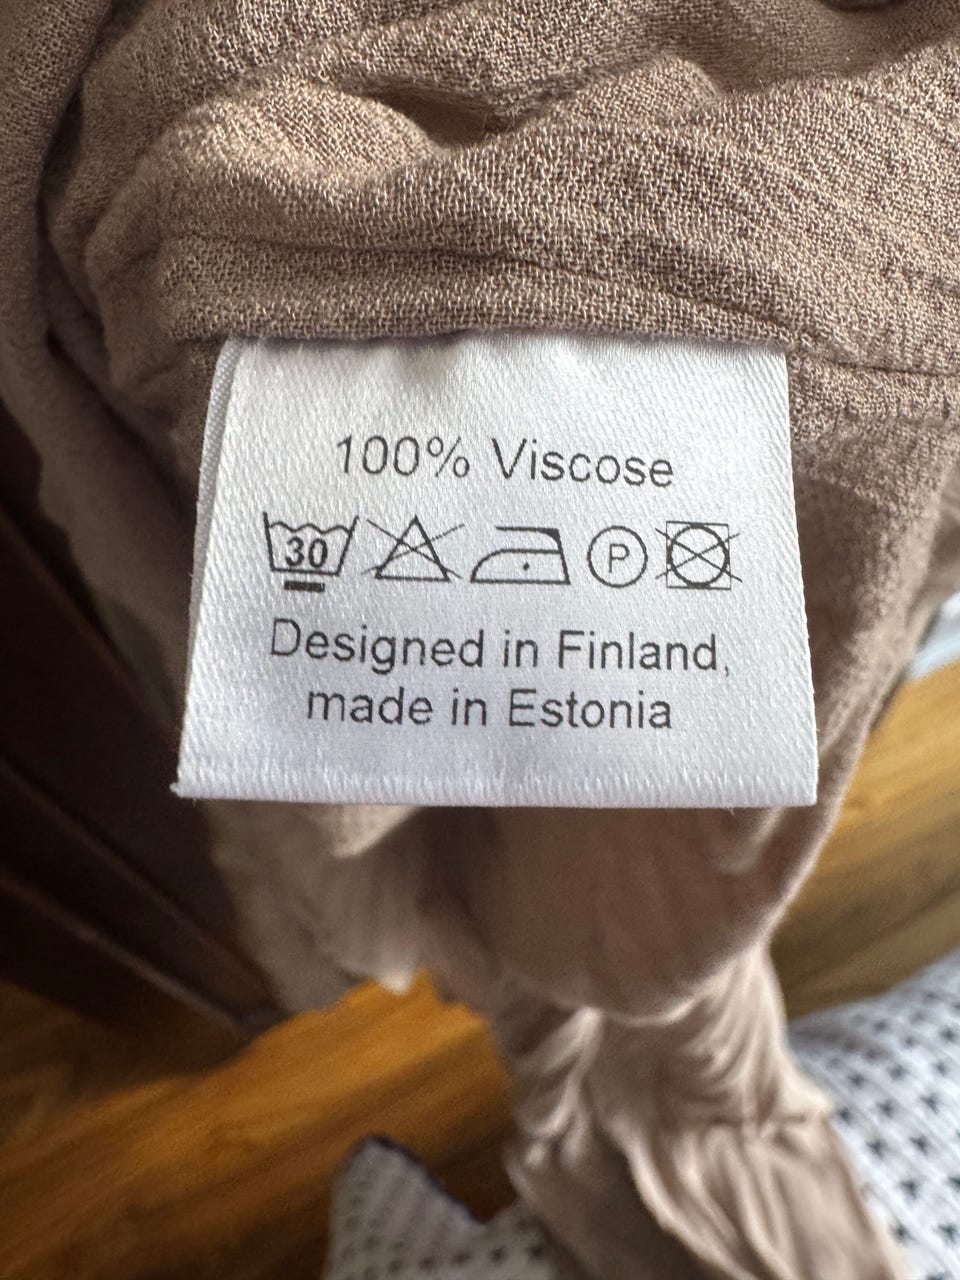 100% Viscose
30 P
Designed in Finland,
made in Estonia